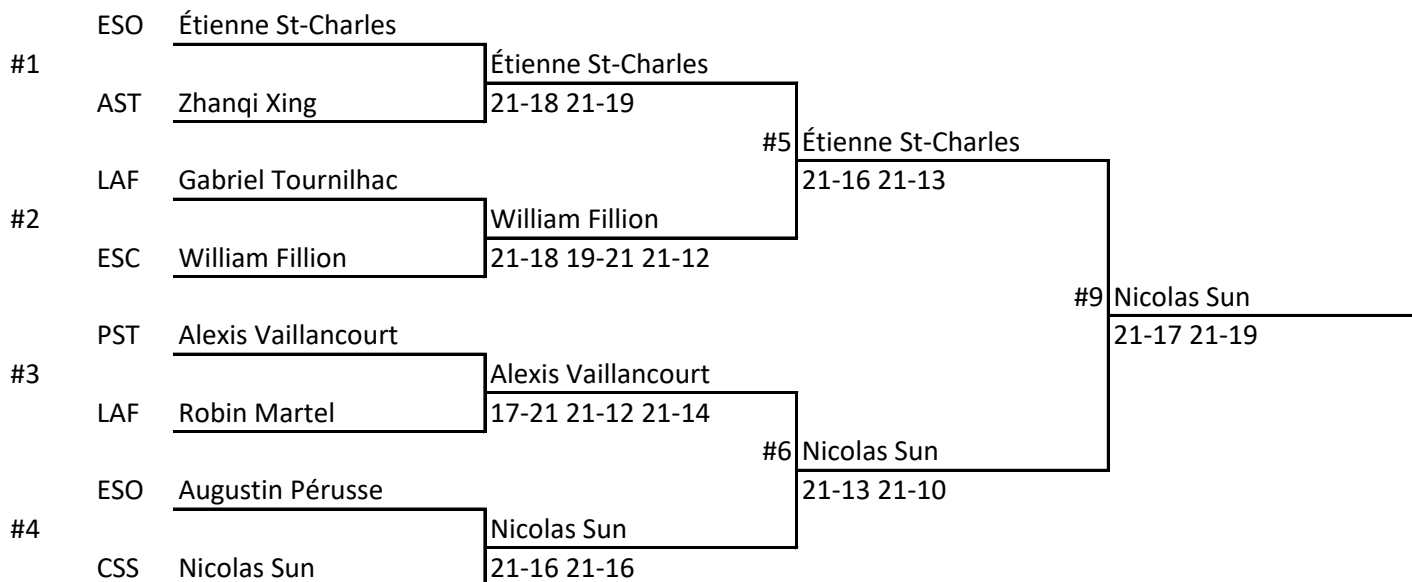 ESO Étienne St-Charles
#1 Étienne St-Charles
AST Zhanqi Xing 21-18 21-19
#5 Étienne St-Charles
LAF Gabriel Tournilhac 21-16 21-13
#2 William Fillion
ESC William Fillion 21-18 19-21 21-12
#9 Nicolas Sun
PST Alexis Vaillancourt 21-17 21-19
#3 Alexis Vaillancourt
LAF Robin Martel 17-21 21-12 21-14
#6 Nicolas Sun
ESO Augustin Pérusse 21-13 21-10
#4 Nicolas Sun
CSS Nicolas Sun 21-16 21-16